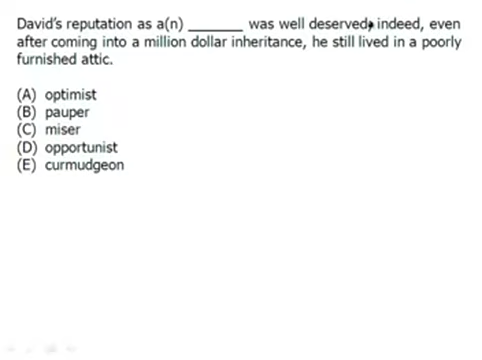 David's reputation as a(n) _______ was well deserved; indeed, even
after coming into a million dollar inheritance, he still lived in a poorly
furnished attic.
(A) optimist
(B) pauper
(C) miser
(D) opportunist
(E) curmudgeon